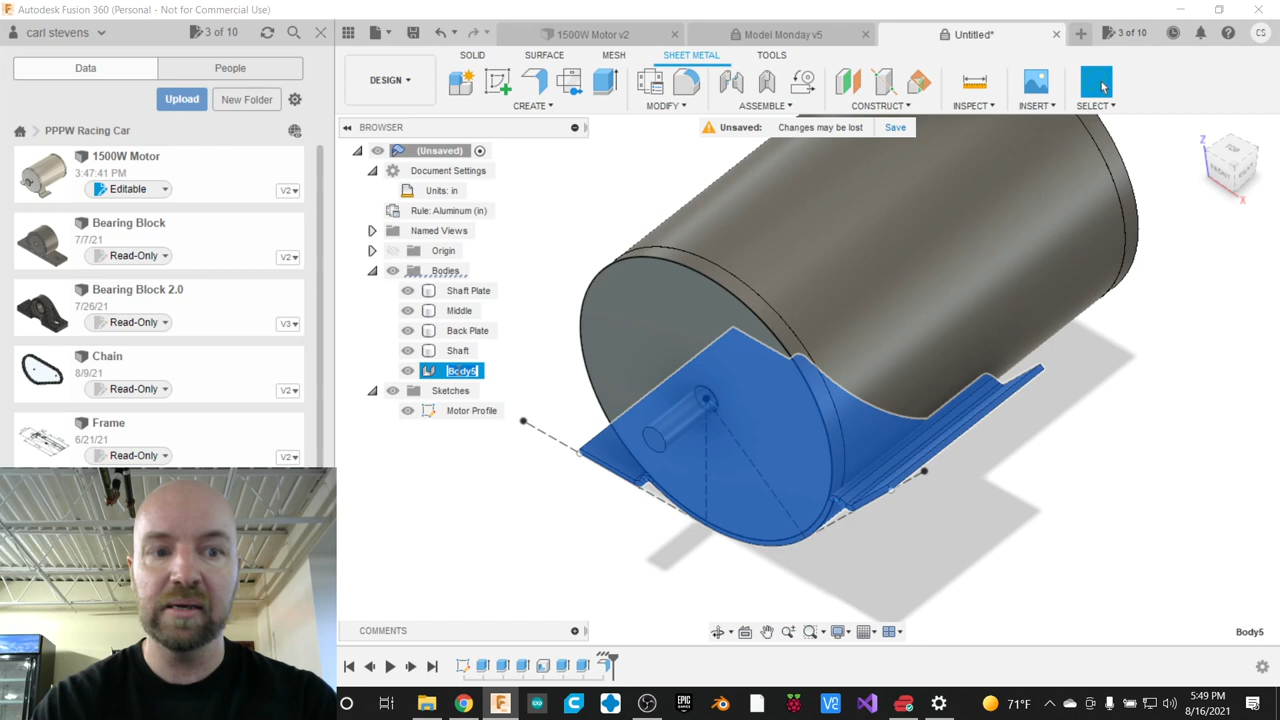 Autodesk Fusion 360 (Personal - Not for Commercial Use)
carl stevens
3 of 10
1500W Motor v2
Model Monday v5
Untitled*
3 of 10
CS
Data
People
Upload
New Folder
PPPW Racing Car
1500W Motor
3:47:41 PM
Editable
V2
Bearing Block
7/7/21
Read-Only
V2
Bearing Block 2.0
7/26/21
Read-Only
V3
Chain
8/9/21
Read-Only
V2
Frame
6/21/21
Read-Only
V2
DESIGN
SOLID
SURFACE
MESH
SHEET METAL
TOOLS
CREATE
MODIFY
ASSEMBLE
CONSTRUCT
INSPECT
INSERT
SELECT
BROWSER
Unsaved:
Changes may be lost
Save
(Unsaved)
Document Settings
Units: in
Rule: Aluminum (in)
Named Views
Origin
Bodies
Shaft Plate
Middle
Back Plate
Shaft
Body5
Sketches
Motor Profile
Z
X
FRONT
COMMENTS
Body5
EPIC
GAMES
71°F
5:49 PM
8/16/2021